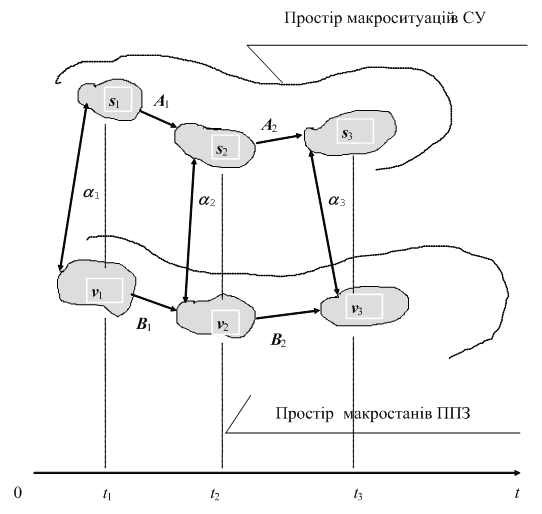 Простір макроситуацій в СУ
s1
A1
s2
A2
s3
α1
α2
α3
v1
B1
v2
B2
v3
Простір макростанів ППЗ
0
t1
t2
t3
t